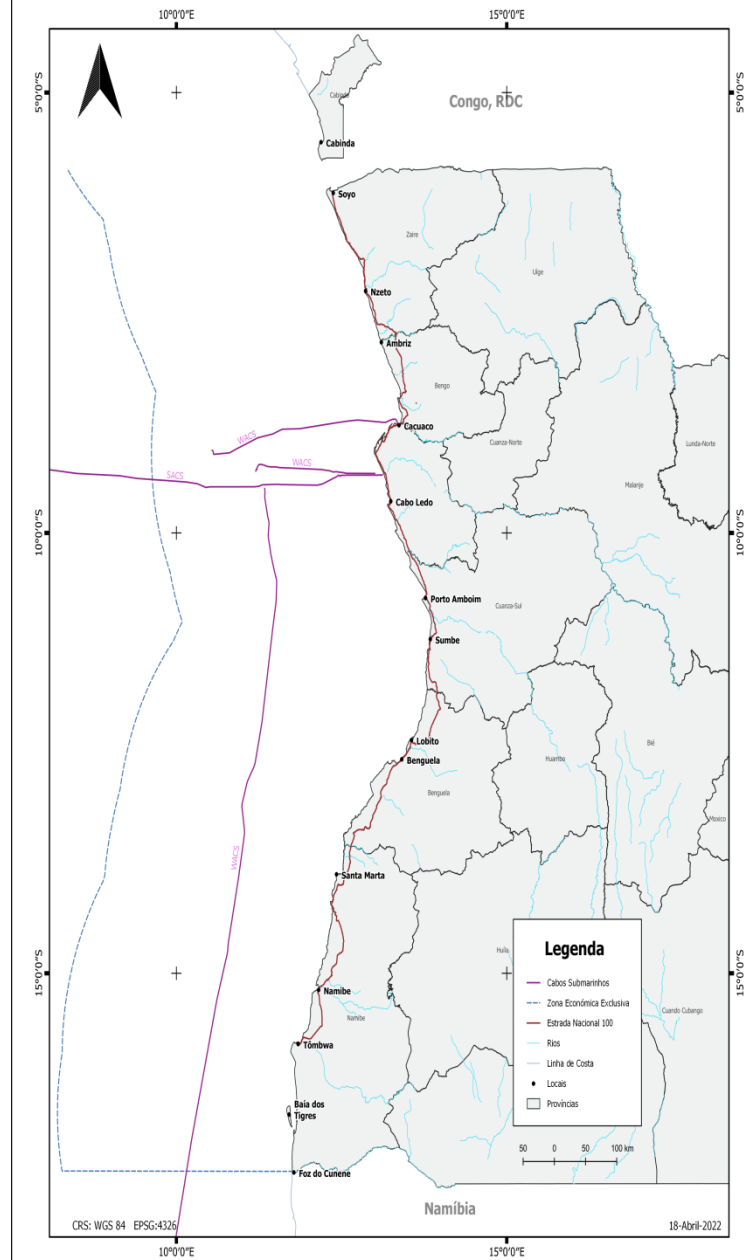 10°0'0"E
15°0'0"E
5°0'0"S
5°0'0"S
Cabinda
Congo, RDC
Cabinda
Soyo
Zaire
Uíge
Nzeto
Ambriz
Bengo
Cacuaco
WACS
Cuanza-Norte
Lunda-Norte
WACS
SACS
Malanje
Cabo Ledo
10°0'0"S
10°0'0"S
Porto Amboim
Cuanza-Sul
Sumbe
Lobito
Bié
Benguela
Huambo
Benguela
Moxico
WACS
Santa Marta
Legenda
Huíla
15°0'0"S
15°0'0"S
Cabos Submarinhos
Namibe
Zona Económica Exclusiva
Cuando Cubango
Namibe
Estrada Nacional 100
Tômbwa
Rios
Linha de Costa
Locais
Baía dos
Tigres
Províncias
50 0 50 100 km
Foz do Cunene
Namíbia
CRS: WGS 84 EPSG:4326
18-Abril-2022
10°0'0"E
15°0'0"E